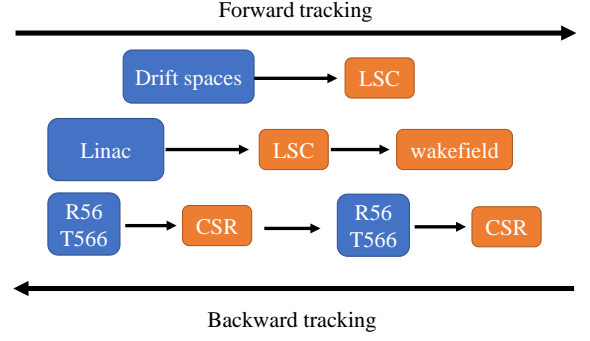 Forward tracking
Drift spaces LSC
Linac LSC wakefield
R56 R56
T566 CSR T566 CSR
Backward tracking